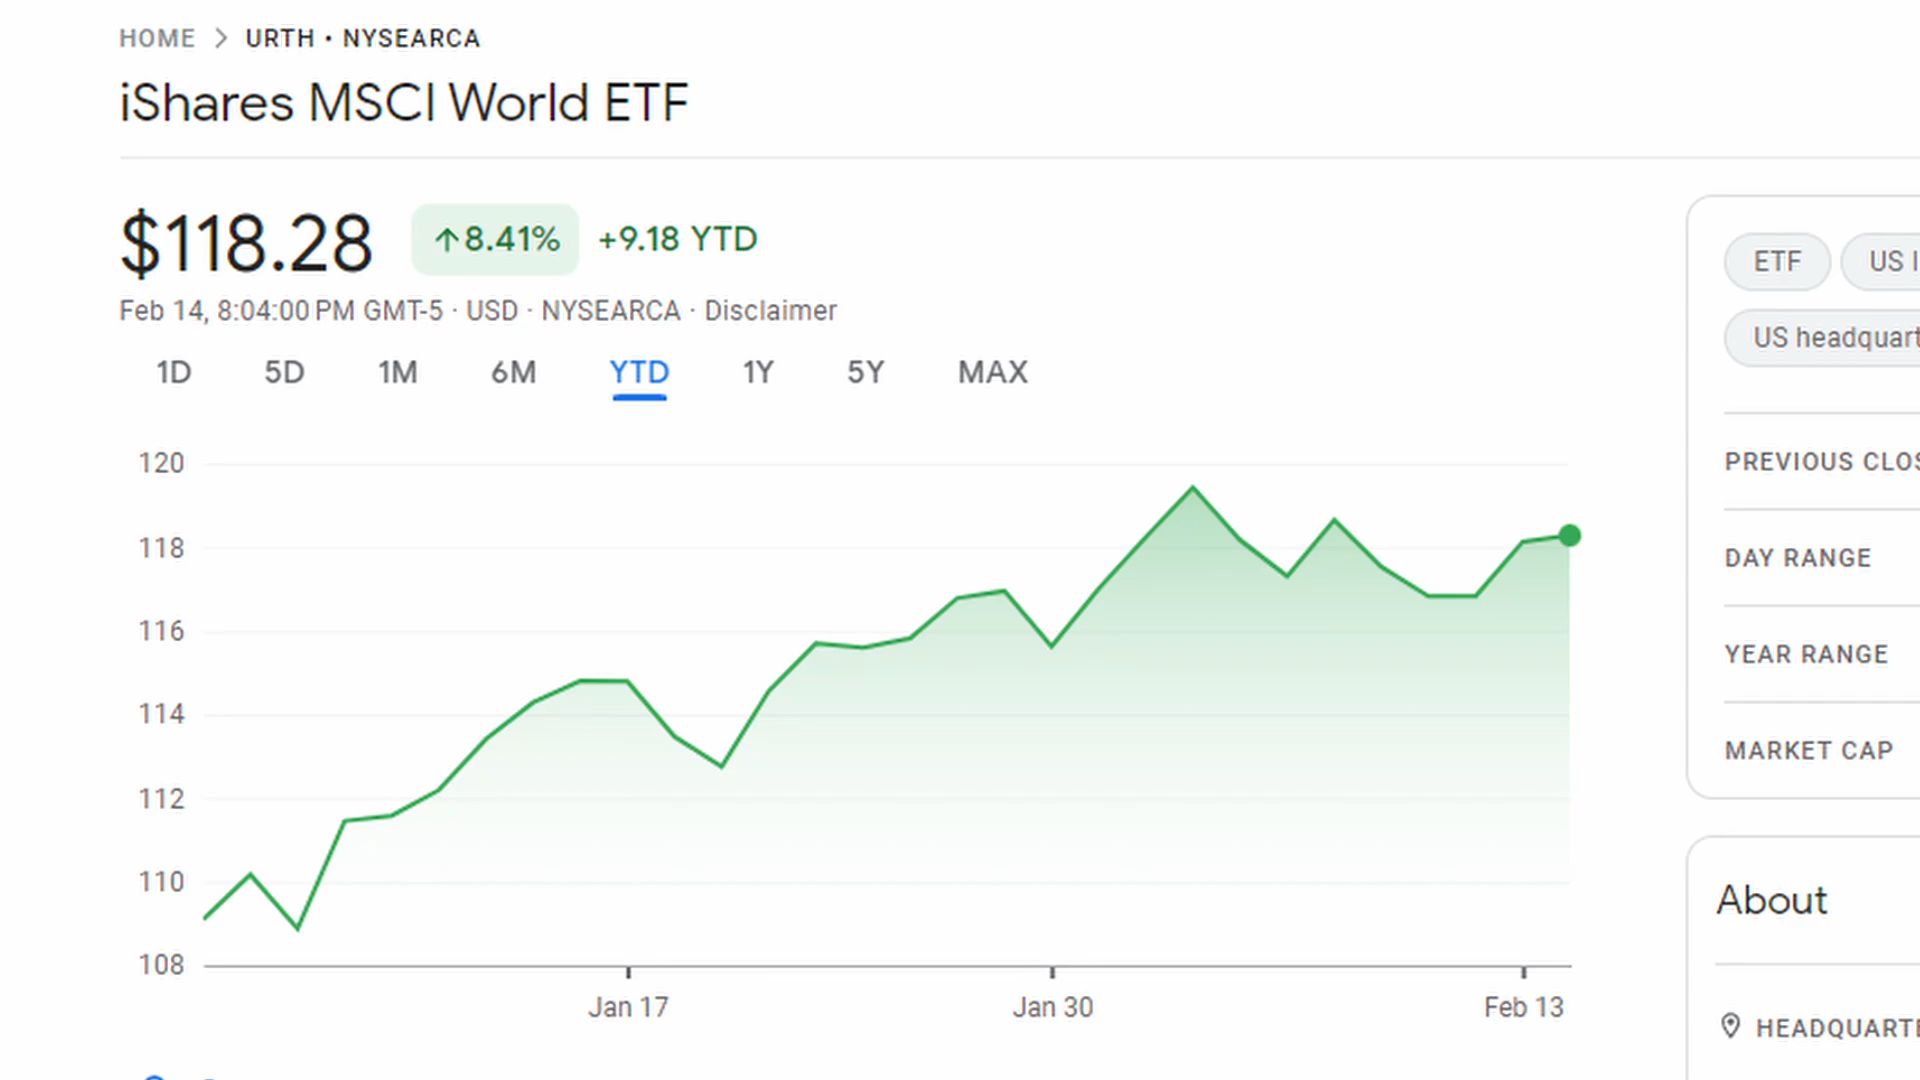 HOME > URTH • NYSEARCA
iShares MSCI World ETF
$118.28 ↑8.41% +9.18 YTD
Feb 14, 8:04:00 PM GMT-5 · USD · NYSEARCA · Disclaimer
1D 5D 1M 6M YTD 1Y 5Y MAX
120
118
116
114
112
110
108
Jan 17 Jan 30 Feb 13
ETF US
US headquart
PREVIOUS CLOS
DAY RANGE
YEAR RANGE
MARKET CAP
About
HEADQUARTE